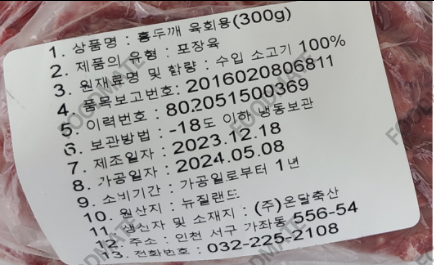 1. 상품명 : 홍두깨 육회용(300g)
2. 제품의 유형 : 포장육
3. 원재료명 및 함량 : 수입 소고기 100%
4. 품목보고번호: 2016020806811
5. 이력번호 : 802051500369
6. 보관방법 : -18도 이하 냉동보관
7. 제조일자 : 2023.12.18
8. 가공일자 : 2024.05.08
9. 소비기간 : 가공일로부터 1년
10. 원산지 : 뉴질랜드
11. 생산자 및 소재지 : (주)온달축산
12. 주소 : 인천 서구 가좌동 556-54
13. 전화번호 : 032-225-2108
FOODMATE